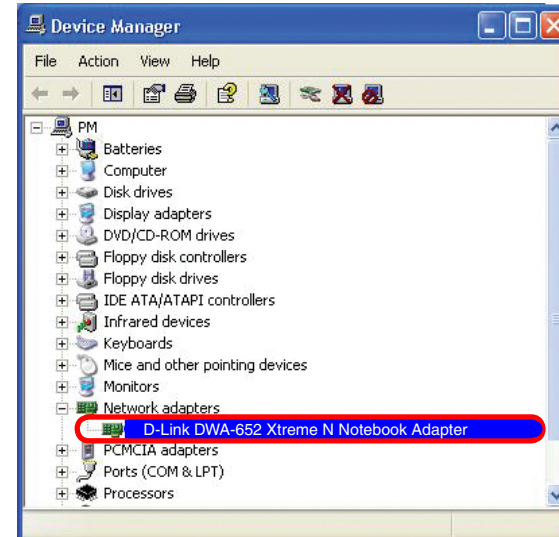 Device Manager
File Action View Help
PM
Batteries
Computer
Disk drives
Display adapters
DVD/CD-ROM drives
Floppy disk controllers
Floppy disk drives
IDE ATA/ATAPI controllers
Infrared devices
Keyboards
Mice and other pointing devices
Monitors
Network adapters
D-Link DWA-652 Xtreme N Notebook Adapter
PCMCIA adapters
Ports (COM & LPT)
Processors